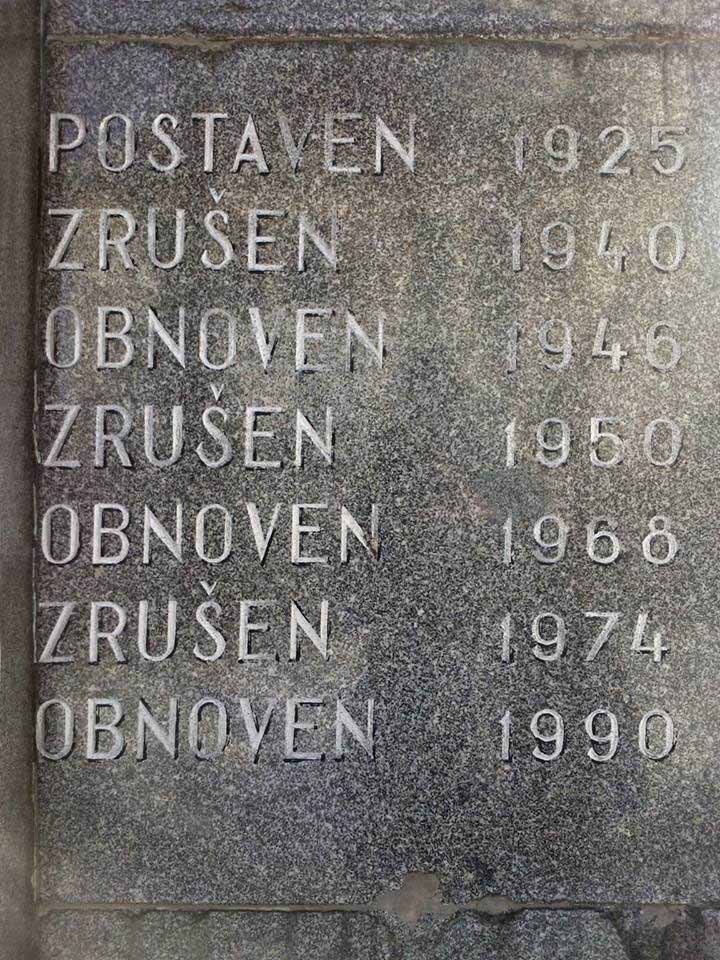 POSTAVEN 1925
ZRUŠEN 1940
OBNOVEN 1946
ZRUŠEN 1950
OBNOVEN 1968
ZRUŠEN 1974
OBNOVEN 1990